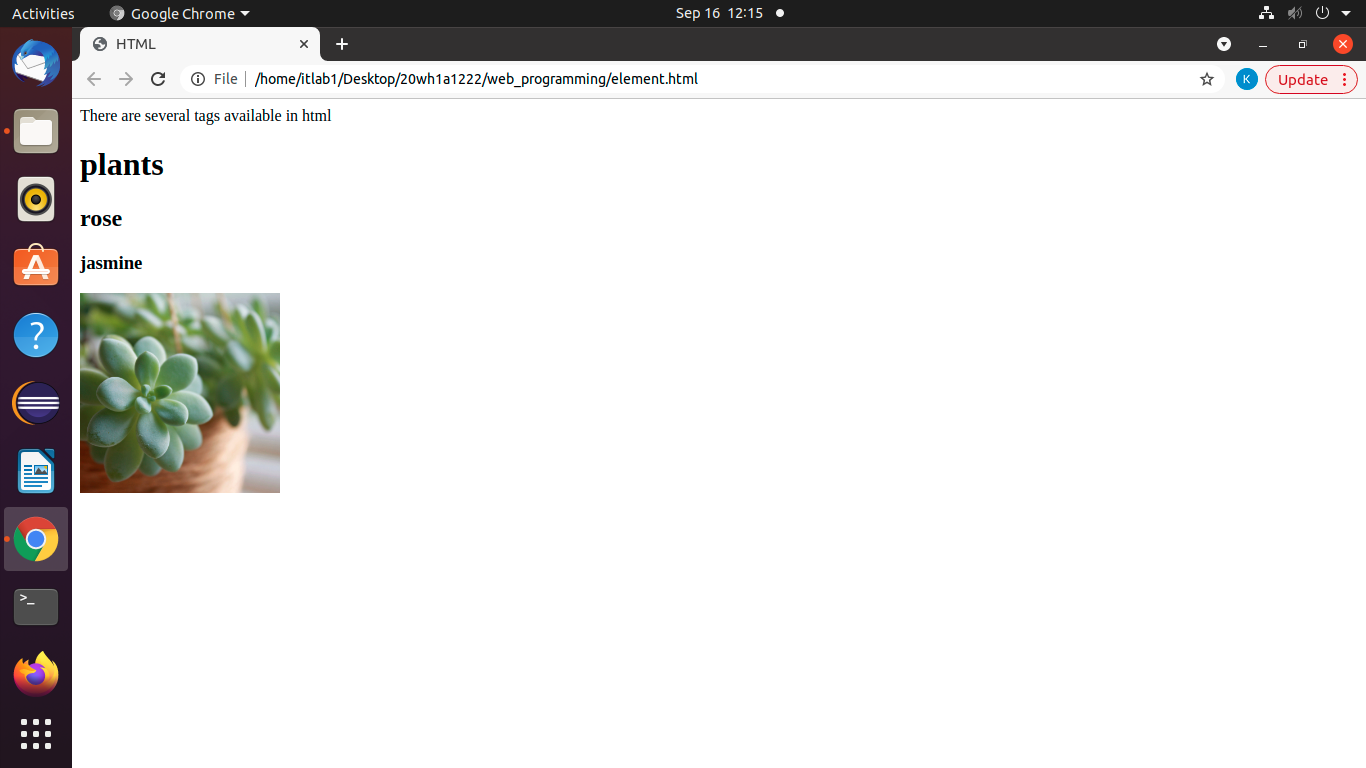 Activities Google Chrome Sep 16 12:15
HTML
File /home/itlab1/Desktop/20wh1a1222/web_programming/element.html K Update
There are several tags available in html
plants
rose
jasmine
?
>_